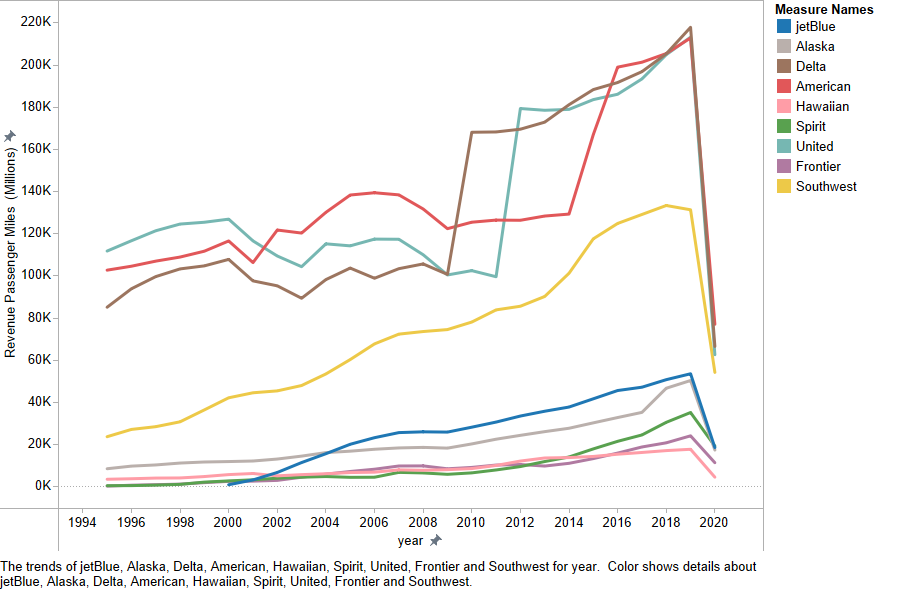 Measure Names
jetBlue
Alaska
Delta
American
Hawaiian
Spirit
United
Frontier
Southwest
220K
200K
180K
160K
140K
120K
100K
80K
60K
40K
20K
0K
Revenue Passenger Miles (Millions)
1994 1996 1998 2000 2002 2004 2006 2008 2010 2012 2014 2016 2018 2020
year
The trends of jetBlue, Alaska, Delta, American, Hawaiian, Spirit, United, Frontier and Southwest for year.  Color shows details about
jetBlue, Alaska, Delta, American, Hawaiian, Spirit, United, Frontier and Southwest.